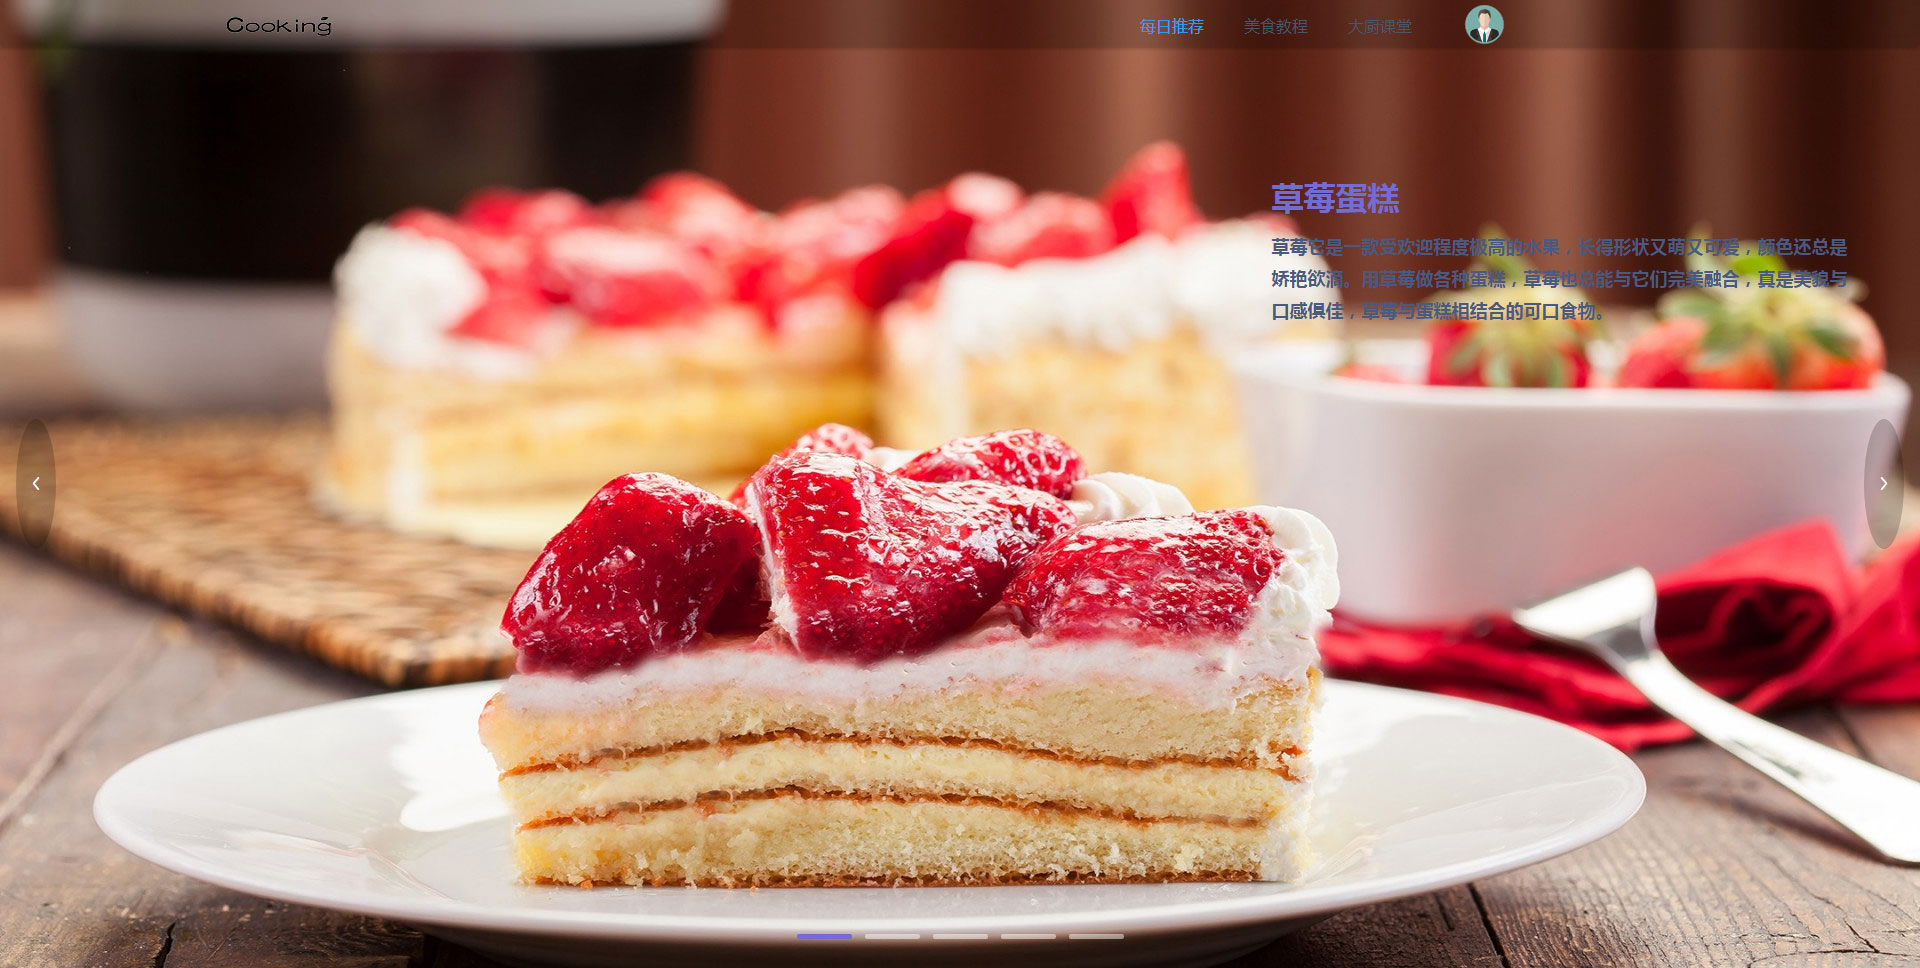 Cooking
每日推荐
美食教程
大厨课堂
草莓蛋糕
草莓它是一款受欢迎程度极高的水果，长得形状又萌又可爱，颜色还总是
娇艳欲滴。用草莓做各种蛋糕，草莓也总能与它们完美融合，真是美貌与
口感俱佳，草莓与蛋糕相结合的可口食物。